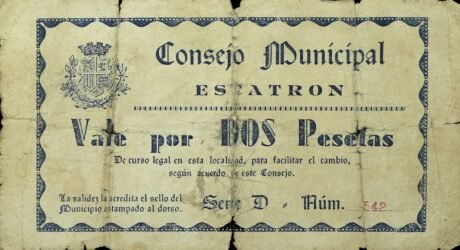 Consejo Municipal
ESTATRON
Vale por DOS Pesetas
De curso legal en esta localidad, para facilitar el cambio,
según acuerdo de este Consejo.
La validez la acredita el sello del
Municipio estampado al dorso.
Serie D - Núm. 542